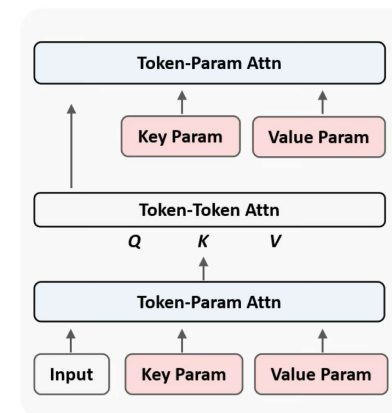 Token-Param Attn
Key Param Value Param
Token-Token Attn
Q K V
Token-Param Attn
Input Key Param Value Param